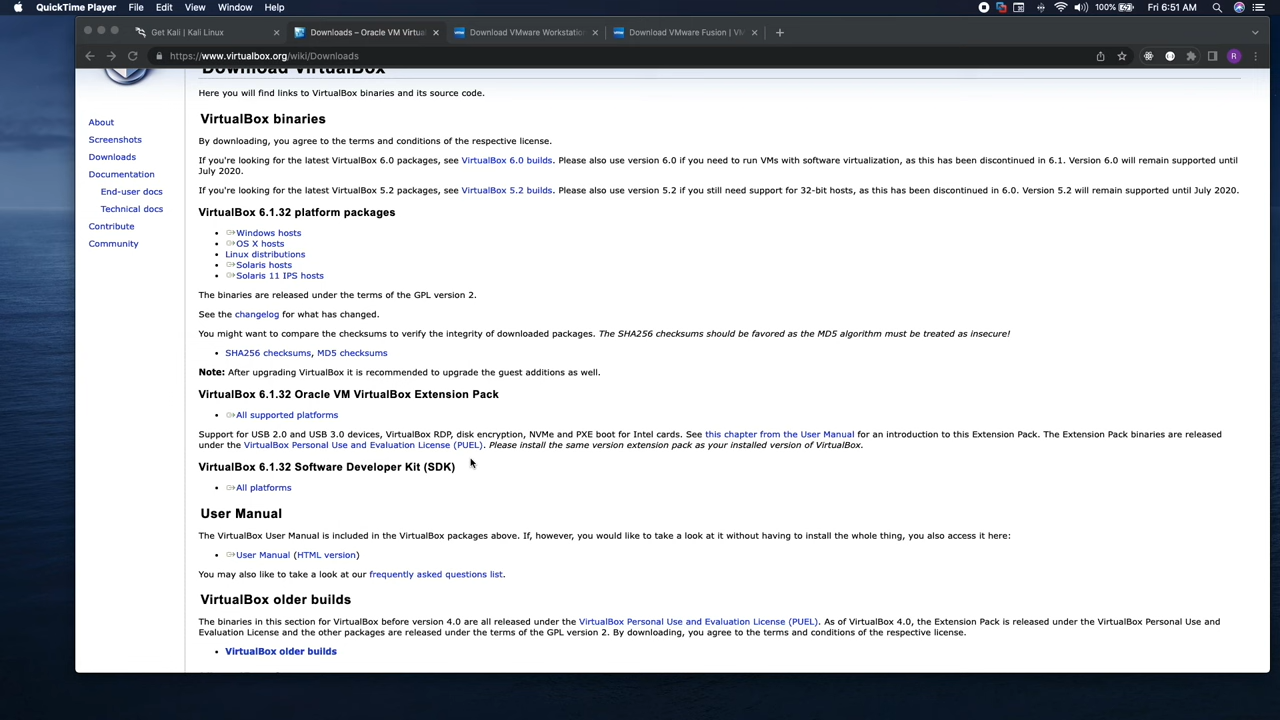 QuickTime Player File Edit View Window Help 100% Fri 6:51 AM
Get Kali | Kali Linux Downloads – Oracle VM Virtual Download VMware Workstation Download VMware Fusion | VM
https://www.virtualbox.org/wiki/Downloads R
Download VirtualBox
Here you will find links to VirtualBox binaries and its source code.
About
Screenshots
Downloads
Documentation
End-user docs
Technical docs
Contribute
Community
VirtualBox binaries
By downloading, you agree to the terms and conditions of the respective license.
If you're looking for the latest VirtualBox 6.0 packages, see VirtualBox 6.0 builds. Please also use version 6.0 if you need to run VMs with software virtualization, as this has been discontinued in 6.1. Version 6.0 will remain supported until
July 2020.
If you're looking for the latest VirtualBox 5.2 packages, see VirtualBox 5.2 builds. Please also use version 5.2 if you still need support for 32-bit hosts, as this has been discontinued in 6.0. Version 5.2 will remain supported until July 2020.
VirtualBox 6.1.32 platform packages
• Windows hosts
• OS X hosts
• Linux distributions
• Solaris hosts
• Solaris 11 IPS hosts
The binaries are released under the terms of the GPL version 2.
See the changelog for what has changed.
You might want to compare the checksums to verify the integrity of downloaded packages. The SHA256 checksums should be favored as the MD5 algorithm must be treated as insecure!
• SHA256 checksums, MD5 checksums
Note: After upgrading VirtualBox it is recommended to upgrade the guest additions as well.
VirtualBox 6.1.32 Oracle VM VirtualBox Extension Pack
• All supported platforms
Support for USB 2.0 and USB 3.0 devices, VirtualBox RDP, disk encryption, NVMe and PXE boot for Intel cards. See this chapter from the User Manual for an introduction to this Extension Pack. The Extension Pack binaries are released
under the VirtualBox Personal Use and Evaluation License (PUEL). Please install the same version extension pack as your installed version of VirtualBox.
VirtualBox 6.1.32 Software Developer Kit (SDK)
• All platforms
User Manual
The VirtualBox User Manual is included in the VirtualBox packages above. If, however, you would like to take a look at it without having to install the whole thing, you also access it here:
• User Manual (HTML version)
You may also like to take a look at our frequently asked questions list.
VirtualBox older builds
The binaries in this section for VirtualBox before version 4.0 are all released under the VirtualBox Personal Use and Evaluation License (PUEL). As of VirtualBox 4.0, the Extension Pack is released under the VirtualBox Personal Use and
Evaluation License and the other packages are released under the terms of the GPL version 2. By downloading, you agree to the terms and conditions of the respective license.
• VirtualBox older builds